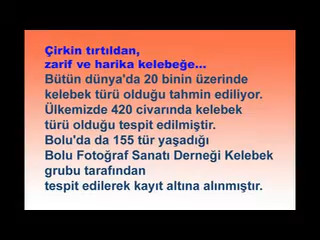 Çirkin tırtıldan,
zarif ve harika kelebeğe...
Bütün dünya'da 20 binin üzerinde
kelebek türü olduğu tahmin ediliyor.
Ülkemizde 420 civarında kelebek
türü olduğu tespit edilmiştir.
Bolu'da da 155 tür yaşadığı
Bolu Fotoğraf Sanatı Derneği Kelebek
grubu tarafından
tespit edilerek kayıt altına alınmıştır.